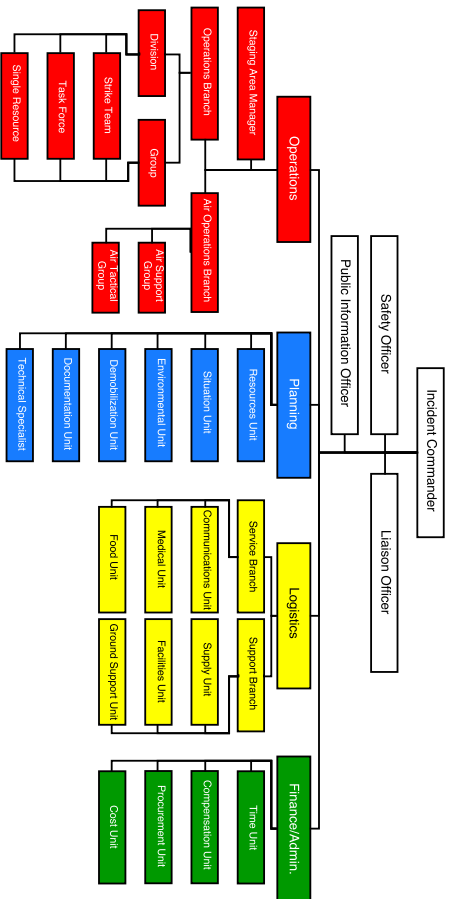 Incident Commander
Safety Officer
Liaison Officer
Public Information Officer
Operations
Planning
Logistics
Finance/Admin.
Staging Area Manager
Operations Branch
Air Operations Branch
Division
Group
Air Support
Group
Air Tactical
Group
Strike Team
Task Force
Single Resource
Resources Unit
Situation Unit
Environmental Unit
Demobilization Unit
Documentation Unit
Technical Specialist
Service Branch
Support Branch
Communications Unit
Supply Unit
Medical Unit
Facilities Unit
Food Unit
Ground Support Unit
Time Unit
Compensation Unit
Procurement Unit
Cost Unit